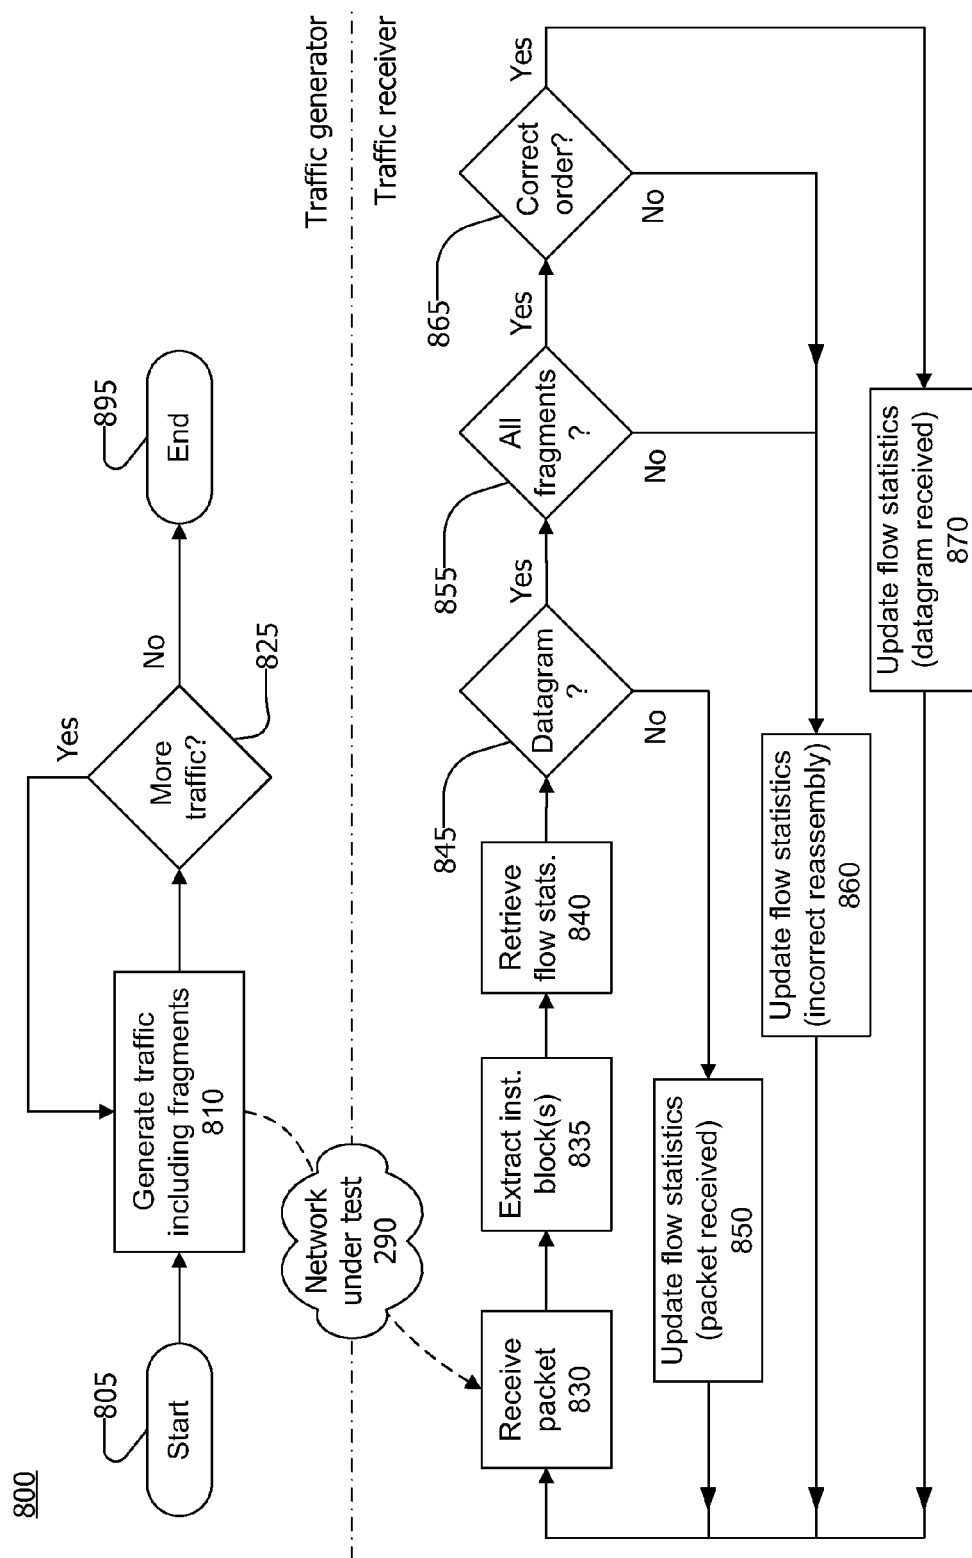 800
805
Start
Generate traffic
including fragments
810
More
traffic?
825
Yes
No
895
End
Traffic generator
Traffic receiver
Network
under test
290
Receive
packet
830
Extract inst.
block(s)
835
Retrieve
flow stats.
840
845
Datagram
?
Yes
No
855
All
fragments
?
Yes
No
865
Correct
order?
Yes
No
Update flow statistics
(packet received)
850
Update flow statistics
(incorrect reassembly)
860
Update flow statistics
(datagram received)
870